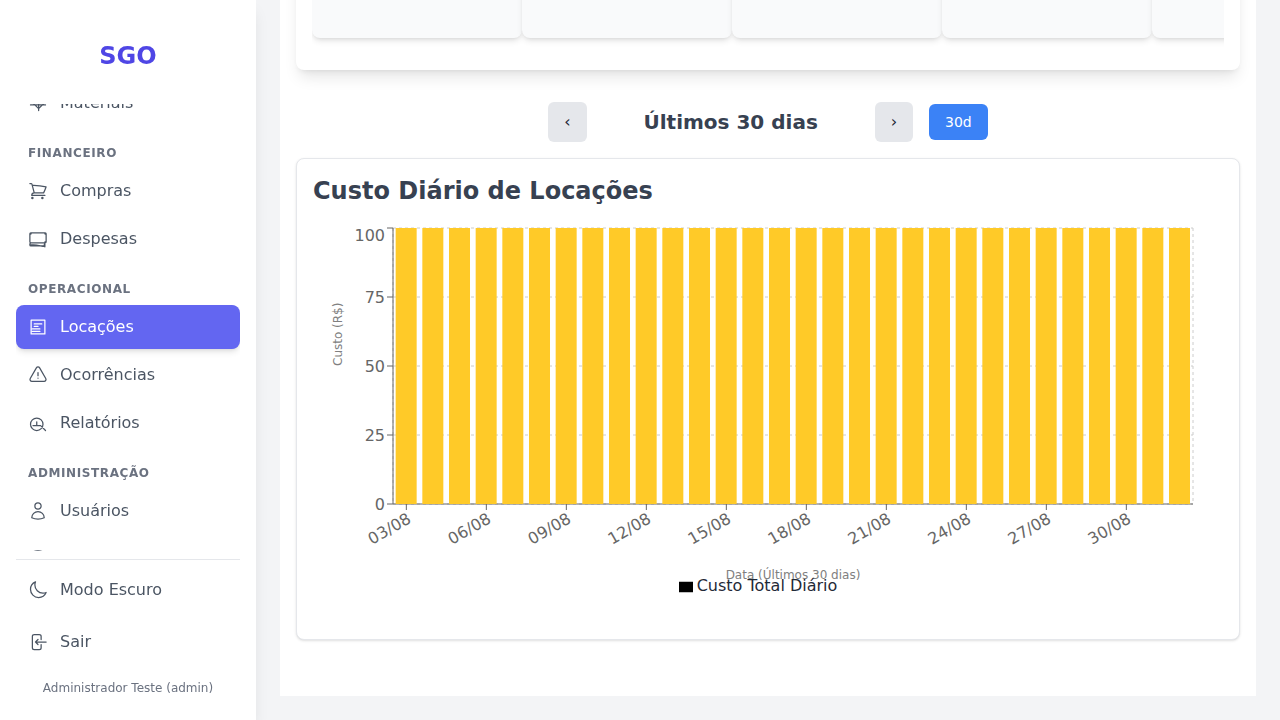 SGO
Materiais
FINANCEIRO
Compras
Despesas
OPERACIONAL
Locações
Ocorrências
Relatórios
ADMINISTRAÇÃO
Usuários
Modo Escuro
Sair
Administrador Teste (admin)
‹
Últimos 30 dias
›
30d
Custo Diário de Locações
Custo (R$)
100
75
50
25
0
03/08
06/08
09/08
12/08
15/08
18/08
21/08
24/08
27/08
30/08
Data (Últimos 30 dias)
Custo Total Diário